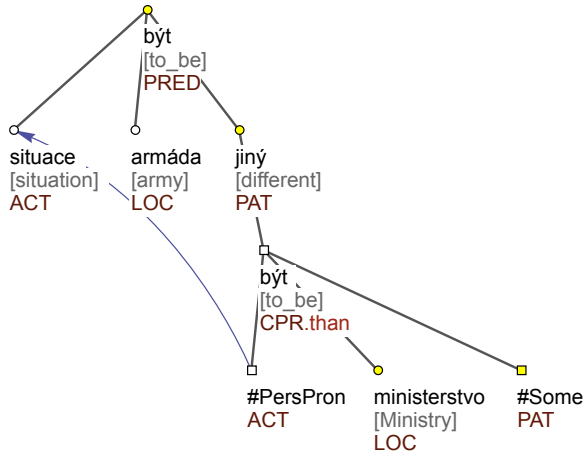 být
[to_be]
PRED
situace
[situation]
ACT
armáda
[army]
LOC
jiný
[different]
PAT
být
[to_be]
CPR.than
#PersPron
ACT
ministerstvo
[Ministry]
LOC
#Some
PAT